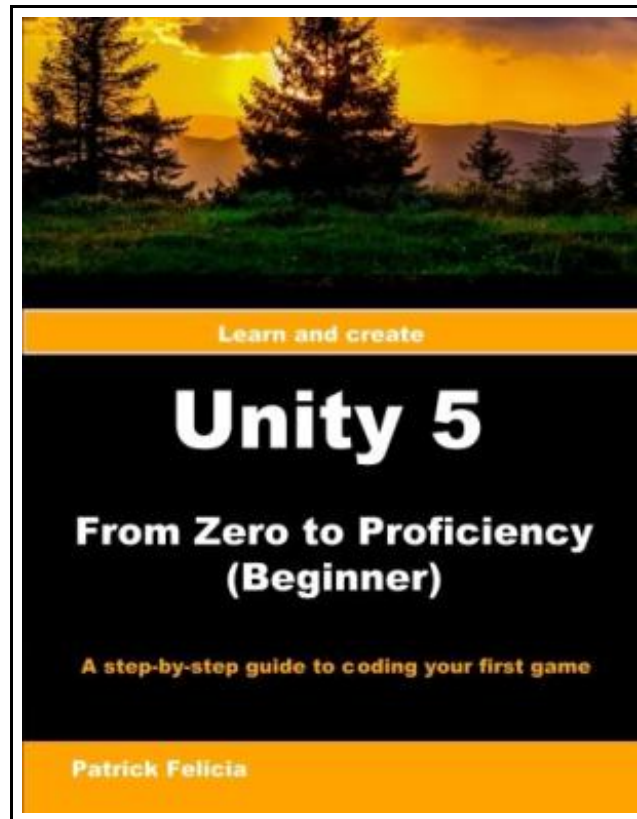 Learn and create
Unity 5
From Zero to Proficiency
(Beginner)
A step-by-step guide to coding your first game
Patrick Felicia